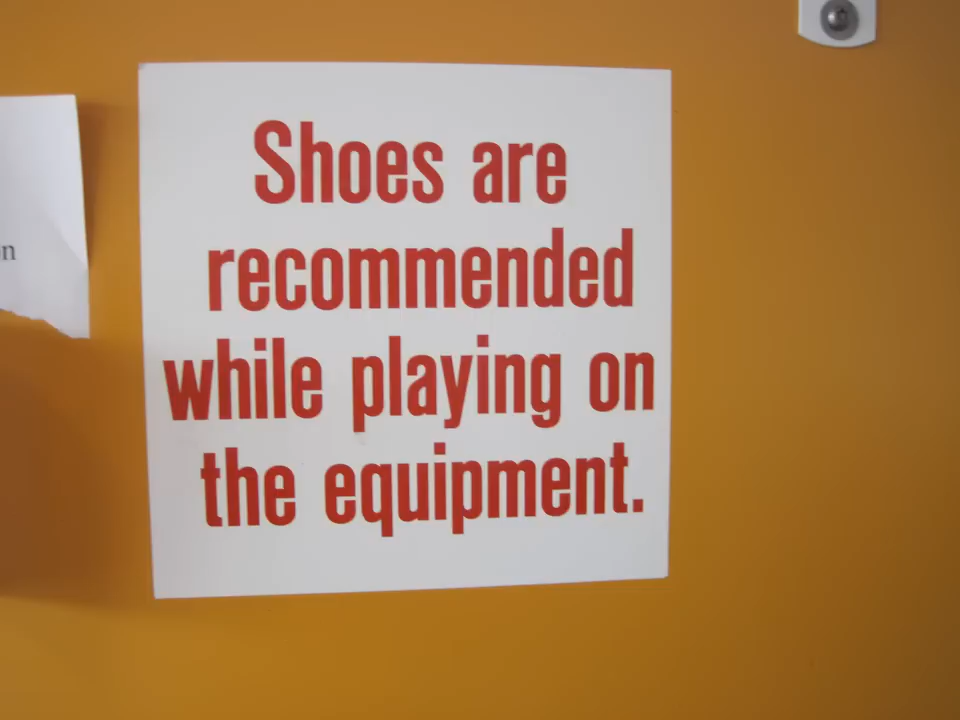 Shoes are
recommended
while playing on
the equipment.